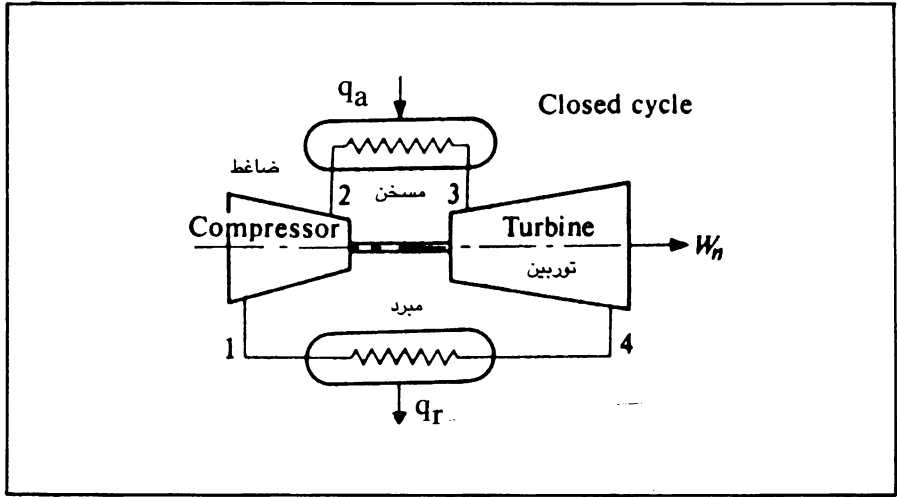 qa
Closed cycle
ضاغط
2
مسخن
3
Compressor
Turbine
Wn
توربين
مبرد
1
4
qr